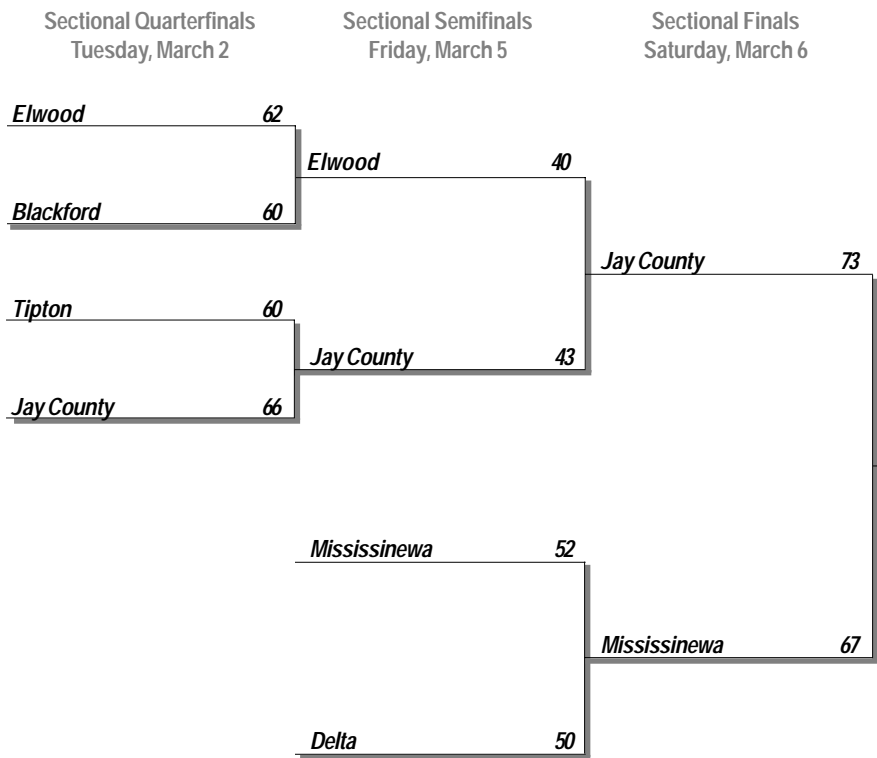 Sectional Quarterfinals
Tuesday, March 2
Sectional Semifinals
Friday, March 5
Sectional Finals
Saturday, March 6
Elwood 62
Blackford 60
Tipton 60
Jay County 66
Elwood 40
Jay County 43
Mississinewa 52
Delta 50
Jay County 73
Mississinewa 67